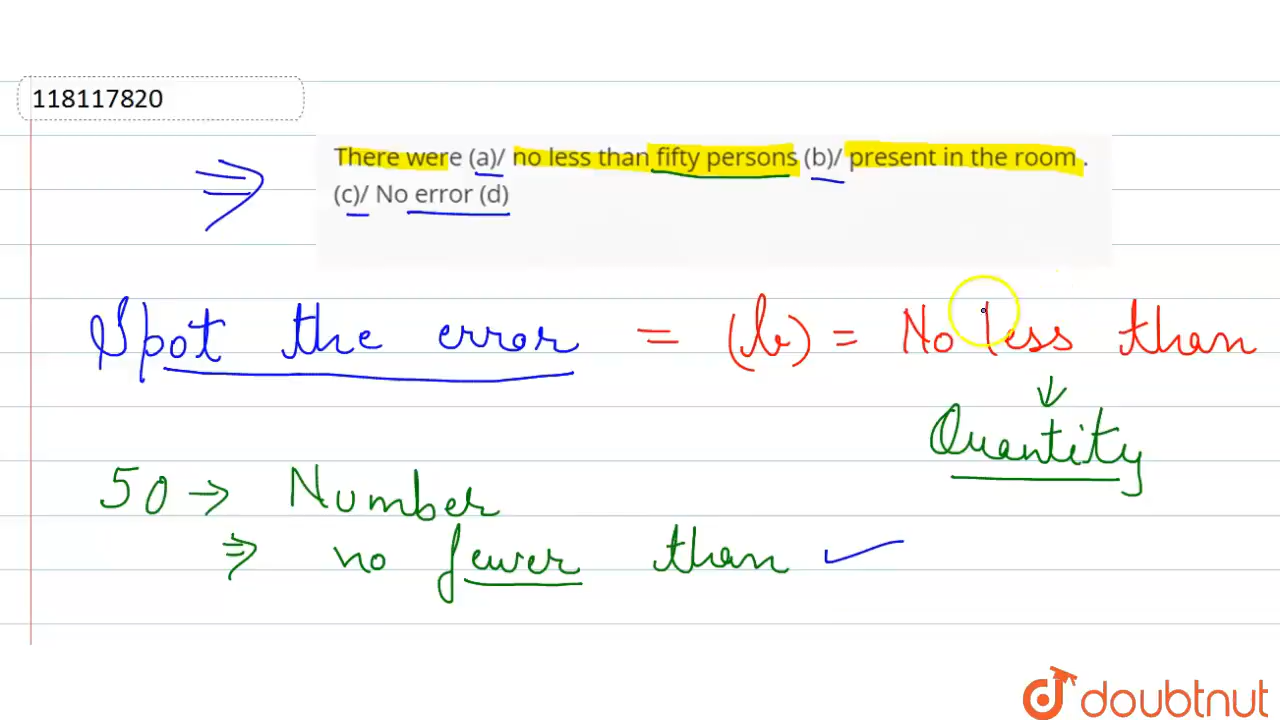 118117820
There were (a)/ no less than fifty persons (b)/ present in the room .
(c)/ No error (d)
Spot the error = (b) = No less than
↓
Quantity
50 → Number
⇒ no fewer than ✓
doubtnut